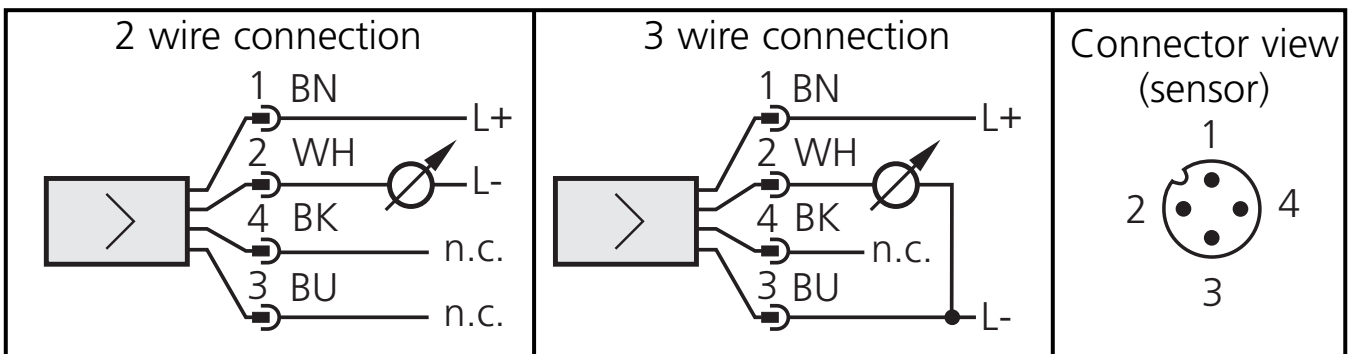 2 wire connection
1 BN
L+
2 WH
L-
4 BK
n.c.
3 BU
n.c.
3 wire connection
1 BN
L+
2 WH
4 BK
n.c.
3 BU
L-
Connector view
(sensor)
1
2 4
3